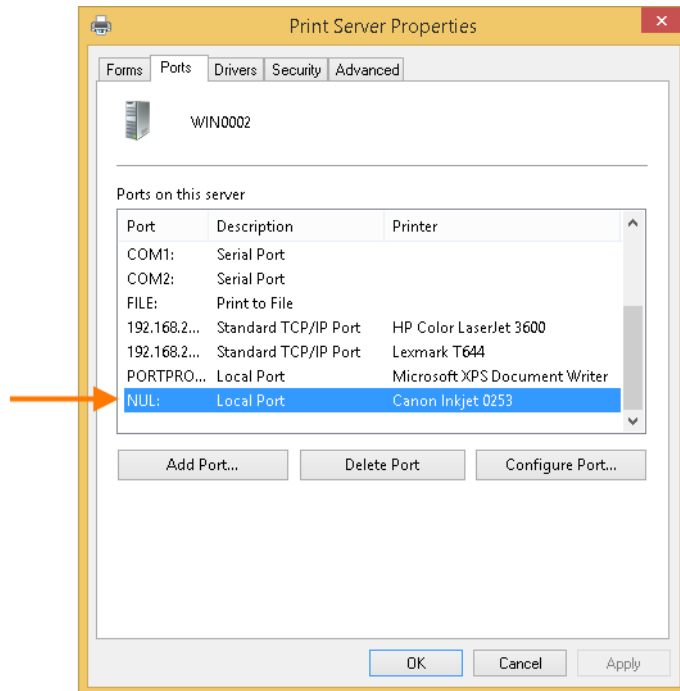 Print Server Properties
Forms Ports Drivers Security Advanced
WIN0002
Ports on this server
Port Description Printer
COM1: Serial Port
COM2: Serial Port
FILE: Print to File
192.168.2... Standard TCP/IP Port HP Color LaserJet 3600
192.168.2... Standard TCP/IP Port Lexmark T644
PORTPRO... Local Port Microsoft XPS Document Writer
NUL: Local Port Canon Inkjet 0253
Add Port... Delete Port Configure Port...
OK Cancel Apply